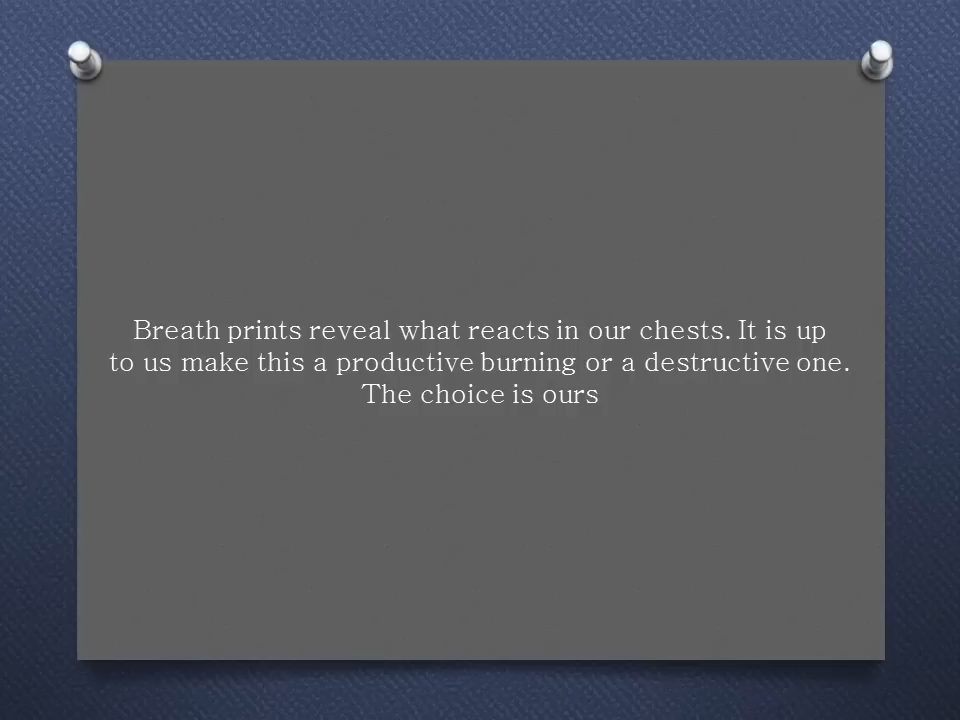 Breath prints reveal what reacts in our chests. It is up
to us make this a productive burning or a destructive one.
The choice is ours